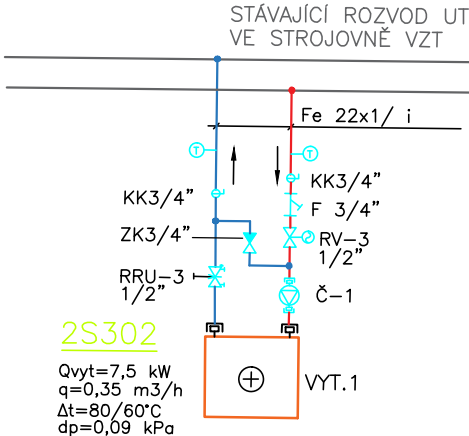 STÁVAJÍCÍ ROZVOD UT
VE STROJOVNĚ VZT
Fe 22x1/ i
T
T
KK3/4"
KK3/4"
F 3/4"
ZK3/4"
RV-3
1/2"
RRU-3
1/2"
Č-1
2S302
Qvyt=7,5 kW
q=0,35 m3/h
Δt=80/60°C
dp=0,09 kPa
VYT.1